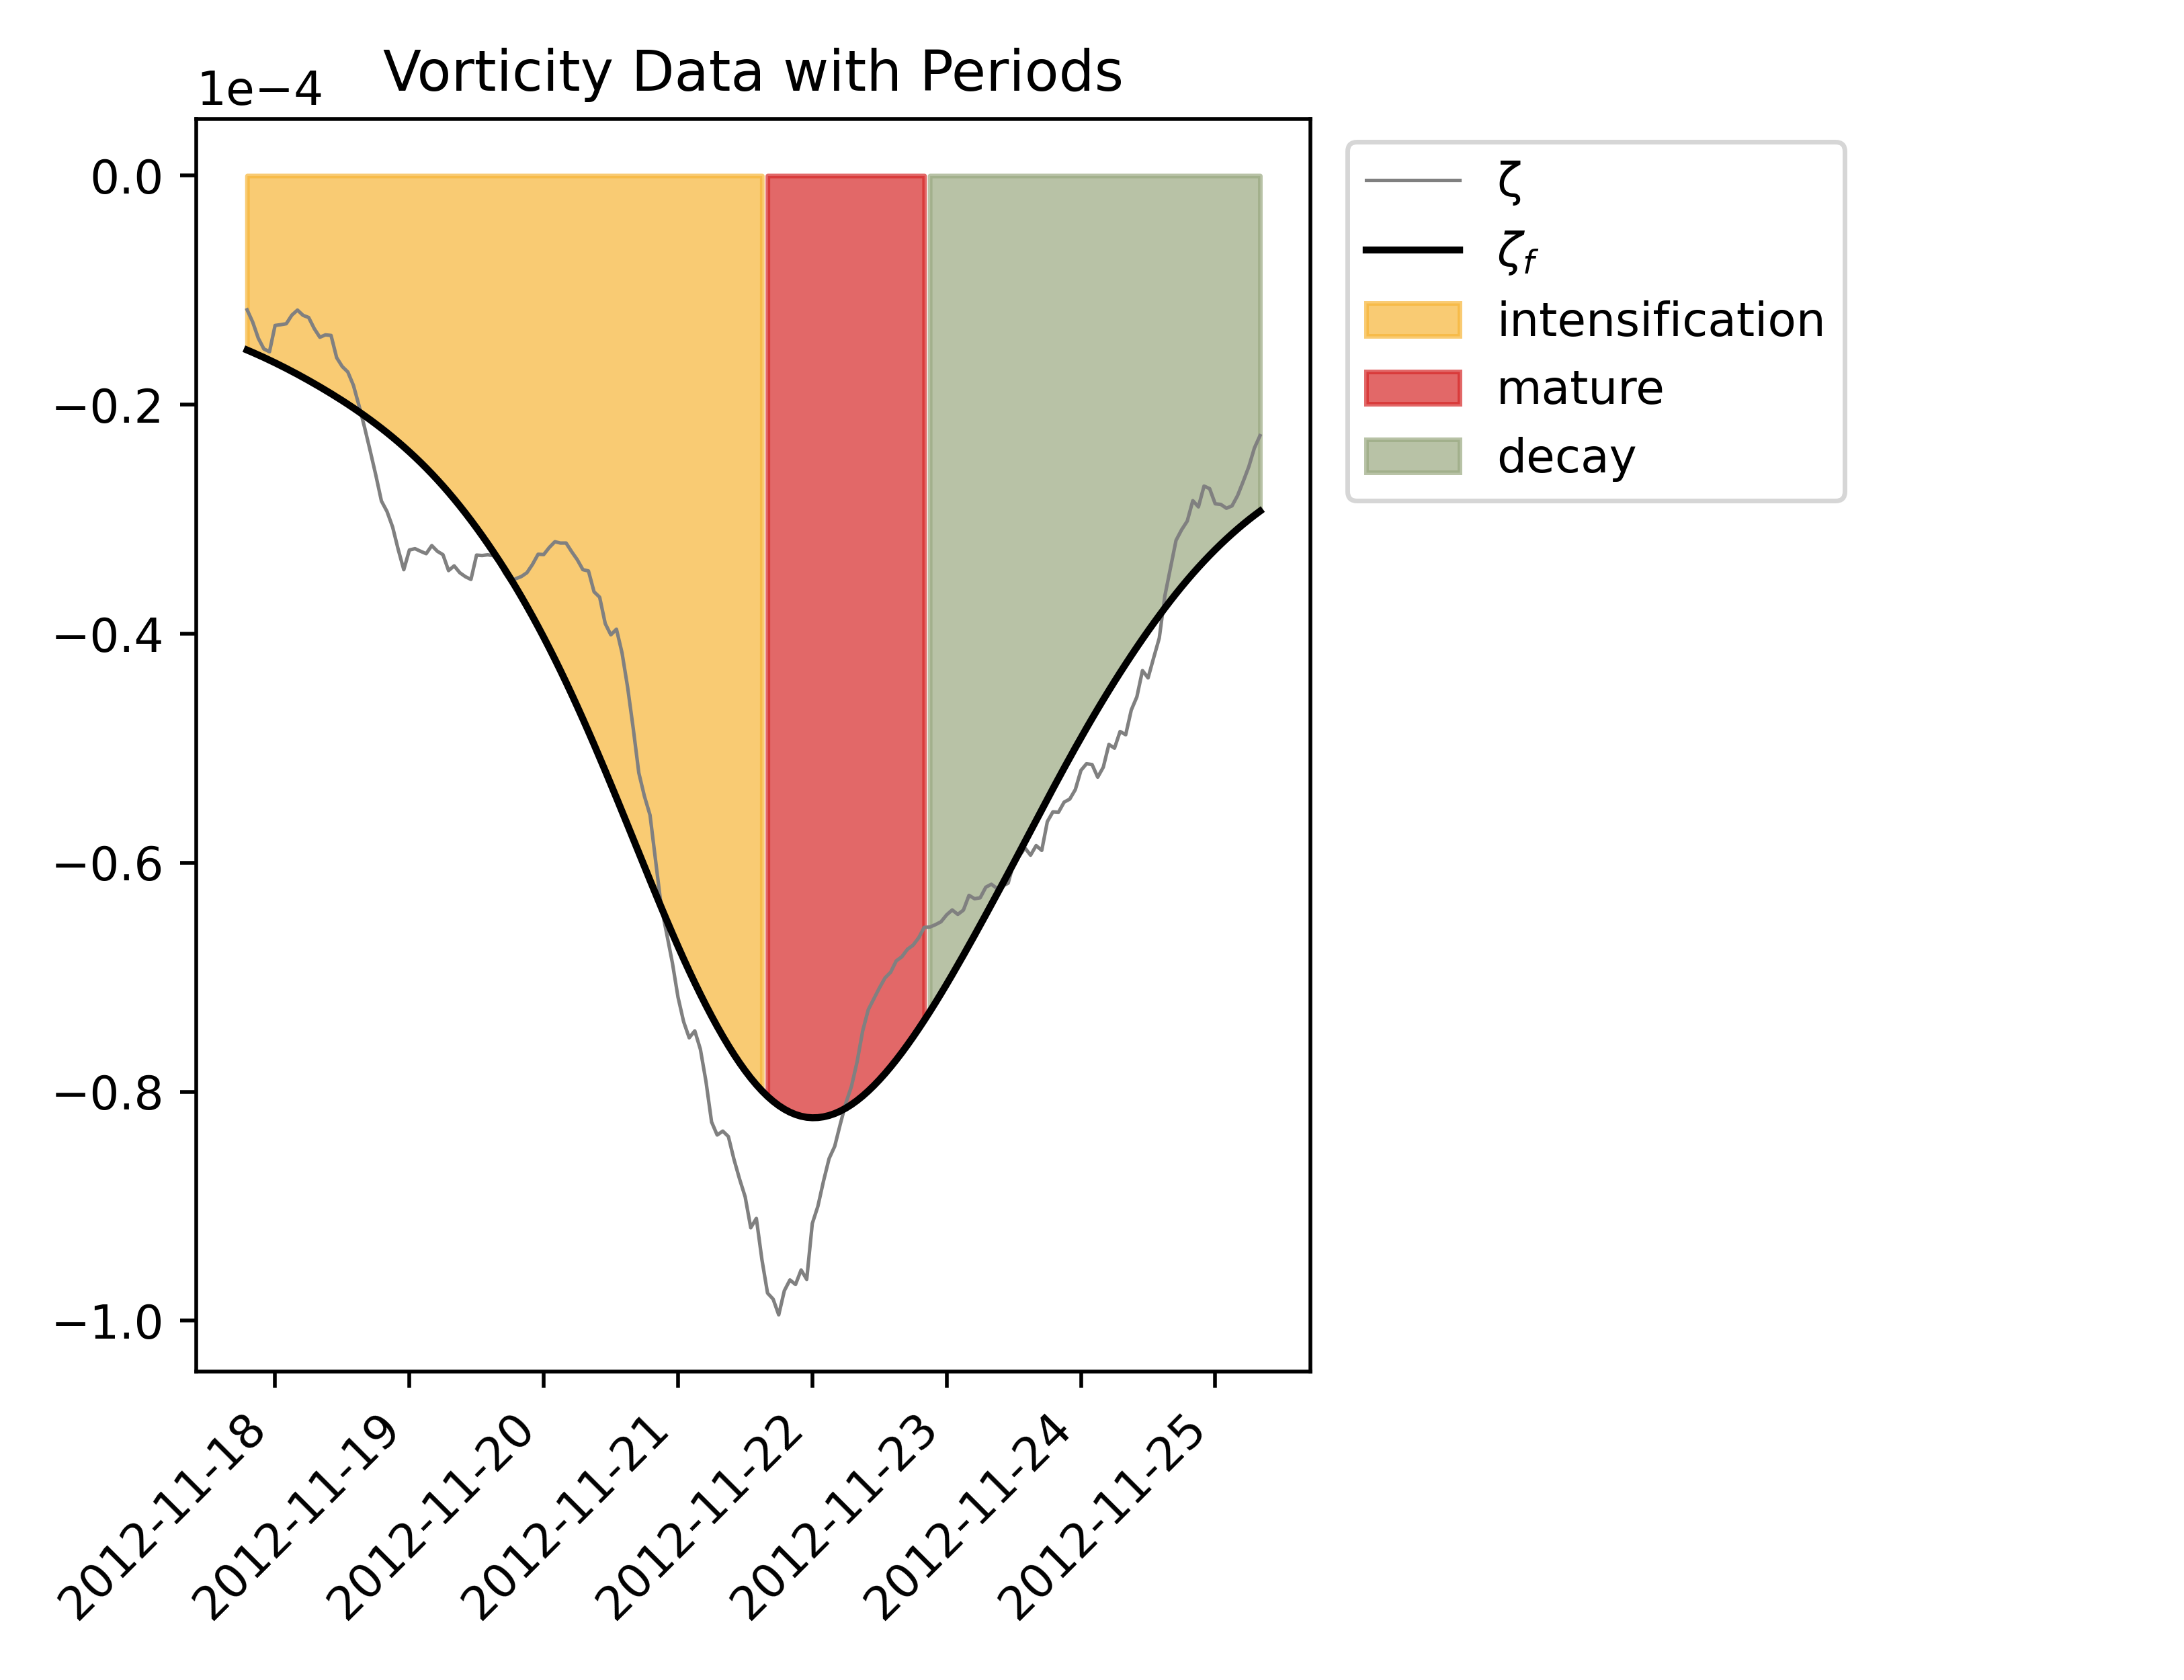 Vorticity Data with Periods
1e−4
0.0
−0.2
−0.4
−0.6
−0.8
−1.0
2012-11-18
2012-11-19
2012-11-20
2012-11-21
2012-11-22
2012-11-23
2012-11-24
2012-11-25
ζ
ζf
intensification
mature
decay